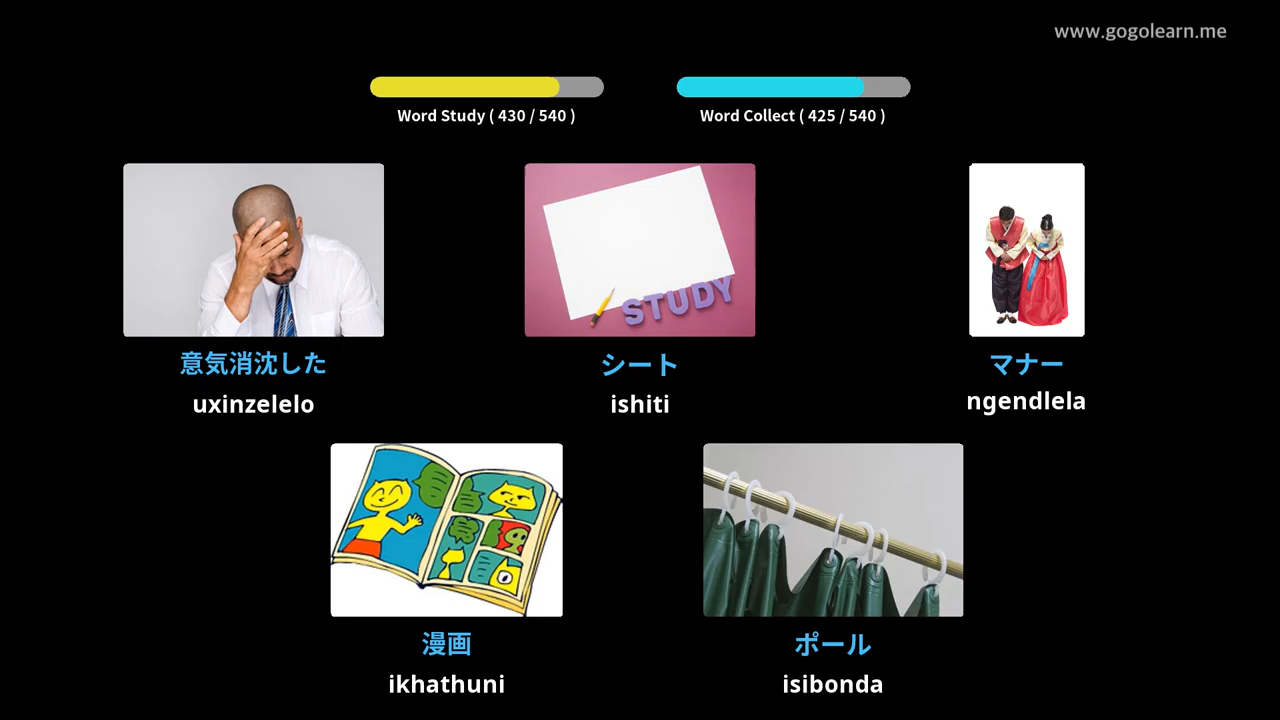 www.gogolearn.me
Word Study ( 430 / 540 )
Word Collect ( 425 / 540 )
STUDY
意気消沈した
シート
マナー
uxinzelelo
ishiti
ngendlela
漫画
ポール
ikhathuni
isibonda